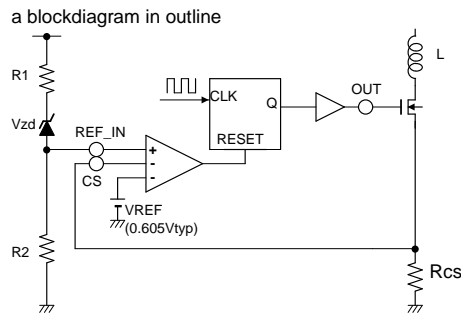 a blockdiagram in outline
R1
L
CLK
Q
OUT
Vzd
REF_IN
RESET
+
-
-
CS
VREF
(0.605Vtyp)
R2
Rcs